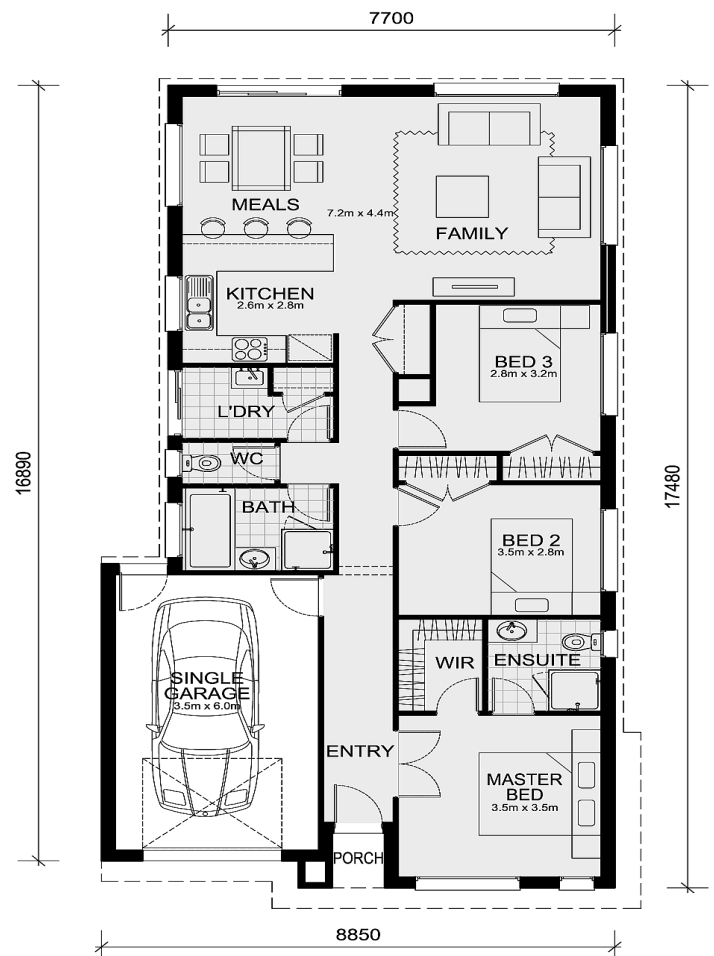 7700
MEALS
7.2m x 4.4m
FAMILY
KITCHEN
2.6m x 2.8m
BED 3
2.8m x 3.2m
L'DRY
WC
16890
17480
BATH
BED 2
3.5m x 2.8m
WIR
ENSUITE
SINGLE
GARAGE
3.5m x 6.0m
ENTRY
MASTER
BED
3.5m x 3.5m
PORCH
8850